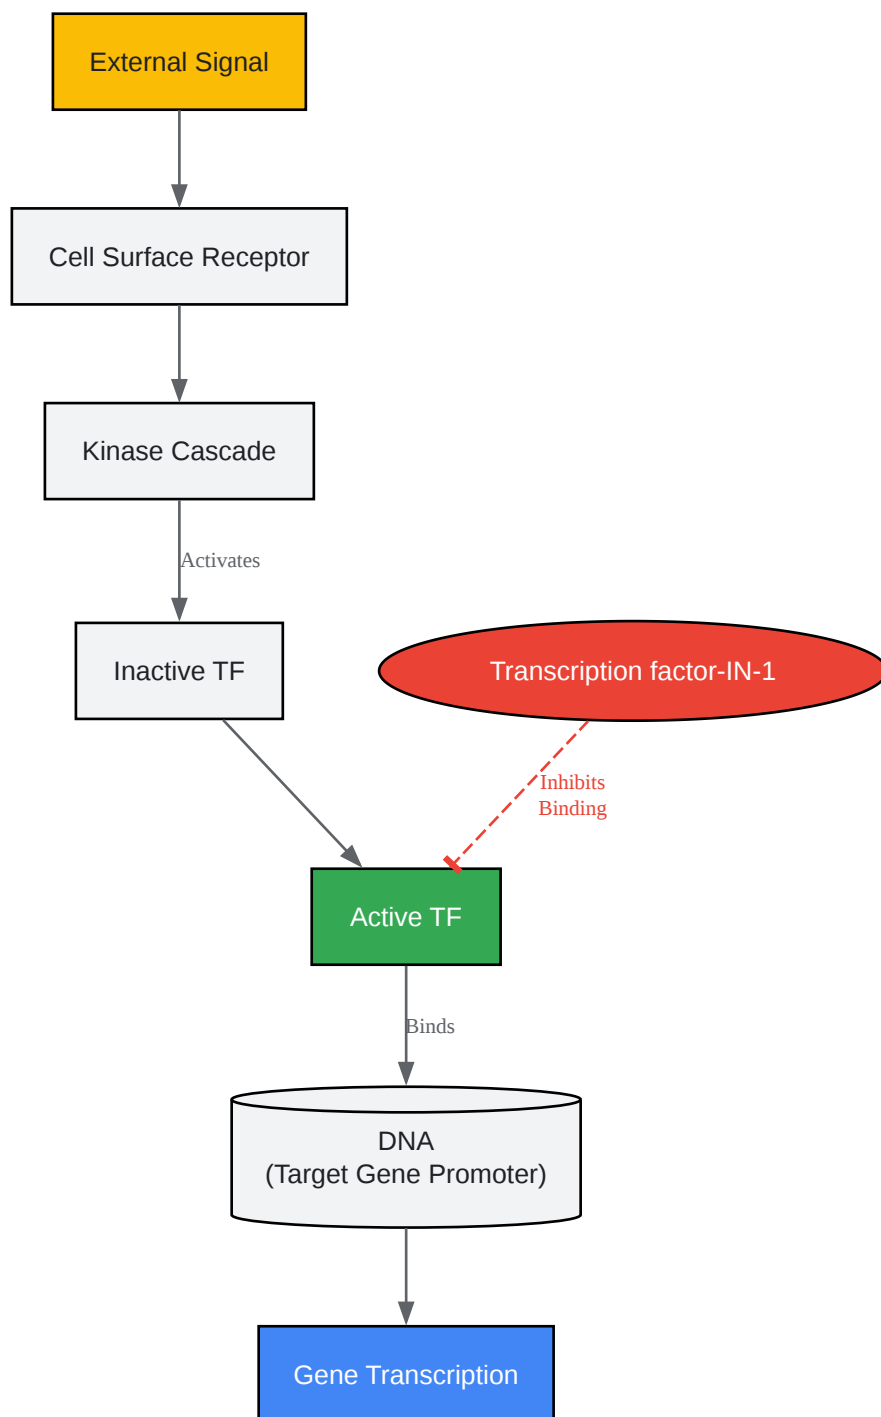 External Signal
Cell Surface Receptor
Kinase Cascade
Activates
Inactive TF
Transcription factor-IN-1
Inhibits
Binding
Active TF
Binds
DNA
(Target Gene Promoter)
Gene Transcription